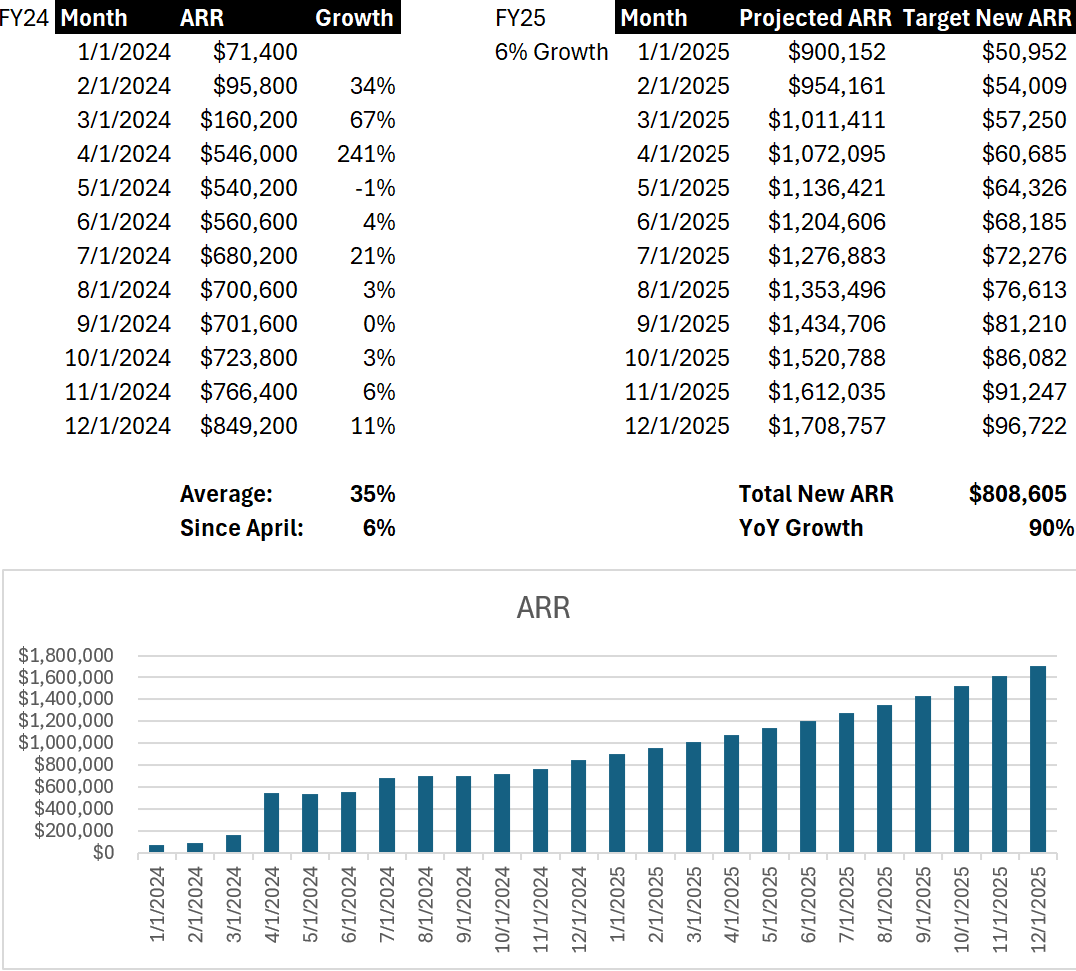 FY24 Month ARR Growth FY25 Month Projected ARR Target New ARR
1/1/2024 $71,400 6% Growth 1/1/2025 $900,152 $50,952
2/1/2024 $95,800 34% 2/1/2025 $954,161 $54,009
3/1/2024 $160,200 67% 3/1/2025 $1,011,411 $57,250
4/1/2024 $546,000 241% 4/1/2025 $1,072,095 $60,685
5/1/2024 $540,200 -1% 5/1/2025 $1,136,421 $64,326
6/1/2024 $560,600 4% 6/1/2025 $1,204,606 $68,185
7/1/2024 $680,200 21% 7/1/2025 $1,276,883 $72,276
8/1/2024 $700,600 3% 8/1/2025 $1,353,496 $76,613
9/1/2024 $701,600 0% 9/1/2025 $1,434,706 $81,210
10/1/2024 $723,800 3% 10/1/2025 $1,520,788 $86,082
11/1/2024 $766,400 6% 11/1/2025 $1,612,035 $91,247
12/1/2024 $849,200 11% 12/1/2025 $1,708,757 $96,722
Average: 35% Total New ARR $808,605
Since April: 6% YoY Growth 90%
ARR
$1,800,000
$1,600,000
$1,400,000
$1,200,000
$1,000,000
$800,000
$600,000
$400,000
$200,000
$0
1/1/2024
2/1/2024
3/1/2024
4/1/2024
5/1/2024
6/1/2024
7/1/2024
8/1/2024
9/1/2024
10/1/2024
11/1/2024
12/1/2024
1/1/2025
2/1/2025
3/1/2025
4/1/2025
5/1/2025
6/1/2025
7/1/2025
8/1/2025
9/1/2025
10/1/2025
11/1/2025
12/1/2025